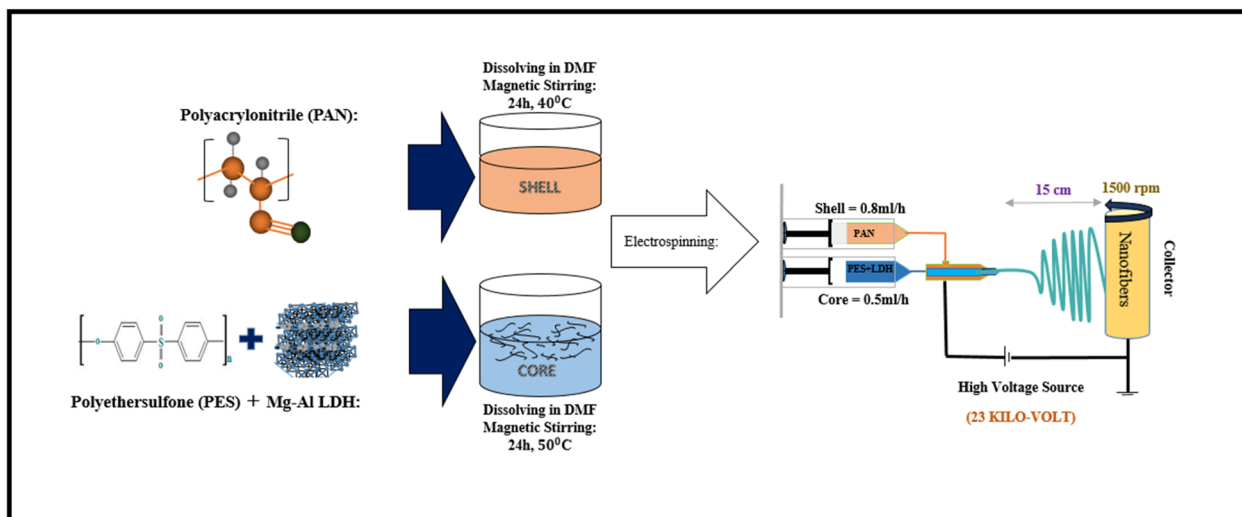 Polyacrylonitrile (PAN):
Dissolving in DMF
Magnetic Stirring:
24h, 40⁰C
SHELL
Polyethersulfone (PES) + Mg-Al LDH:
O
O
S
O
n
Dissolving in DMF
Magnetic Stirring:
24h, 50⁰C
CORE
Electrospinning:
Shell = 0.8ml/h
PAN
PES+LDH
Core = 0.5ml/h
15 cm
1500 rpm
Nanofibers
Collector
High Voltage Source
(23 KILO-VOLT)